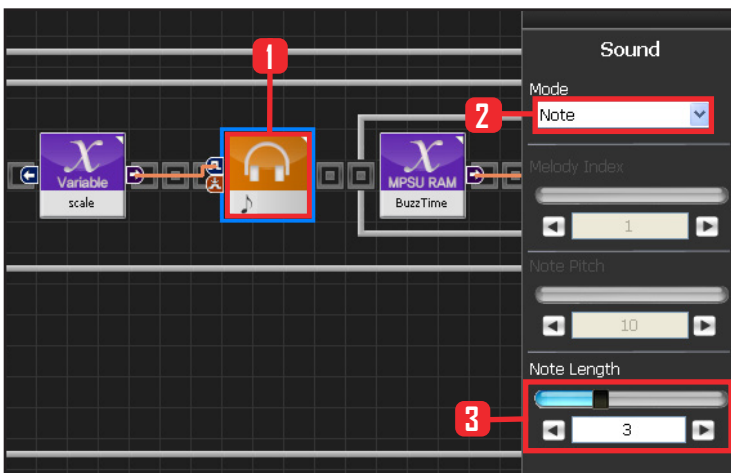 1
Sound
Mode
2
Note
Melody Index
1
Variable
scale
MPSU RAM
BuzzTime
Note Pitch
10
Note Length
3
3